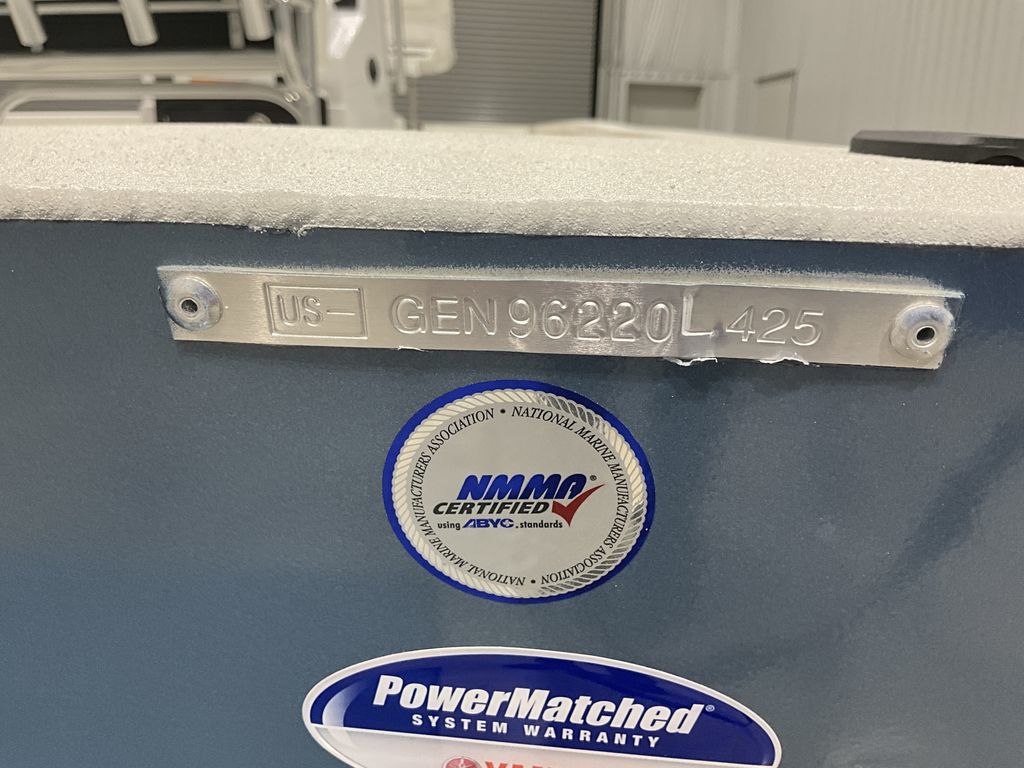 US- GEN96220L425
NATIONAL MARINE MANUFACTURERS ASSOCIATION • NATIONAL MARINE MANUFACTURERS ASSOCIATION •
NMMA®
CERTIFIED
using ABYC. standards
PowerMatched®
SYSTEM WARRANTY